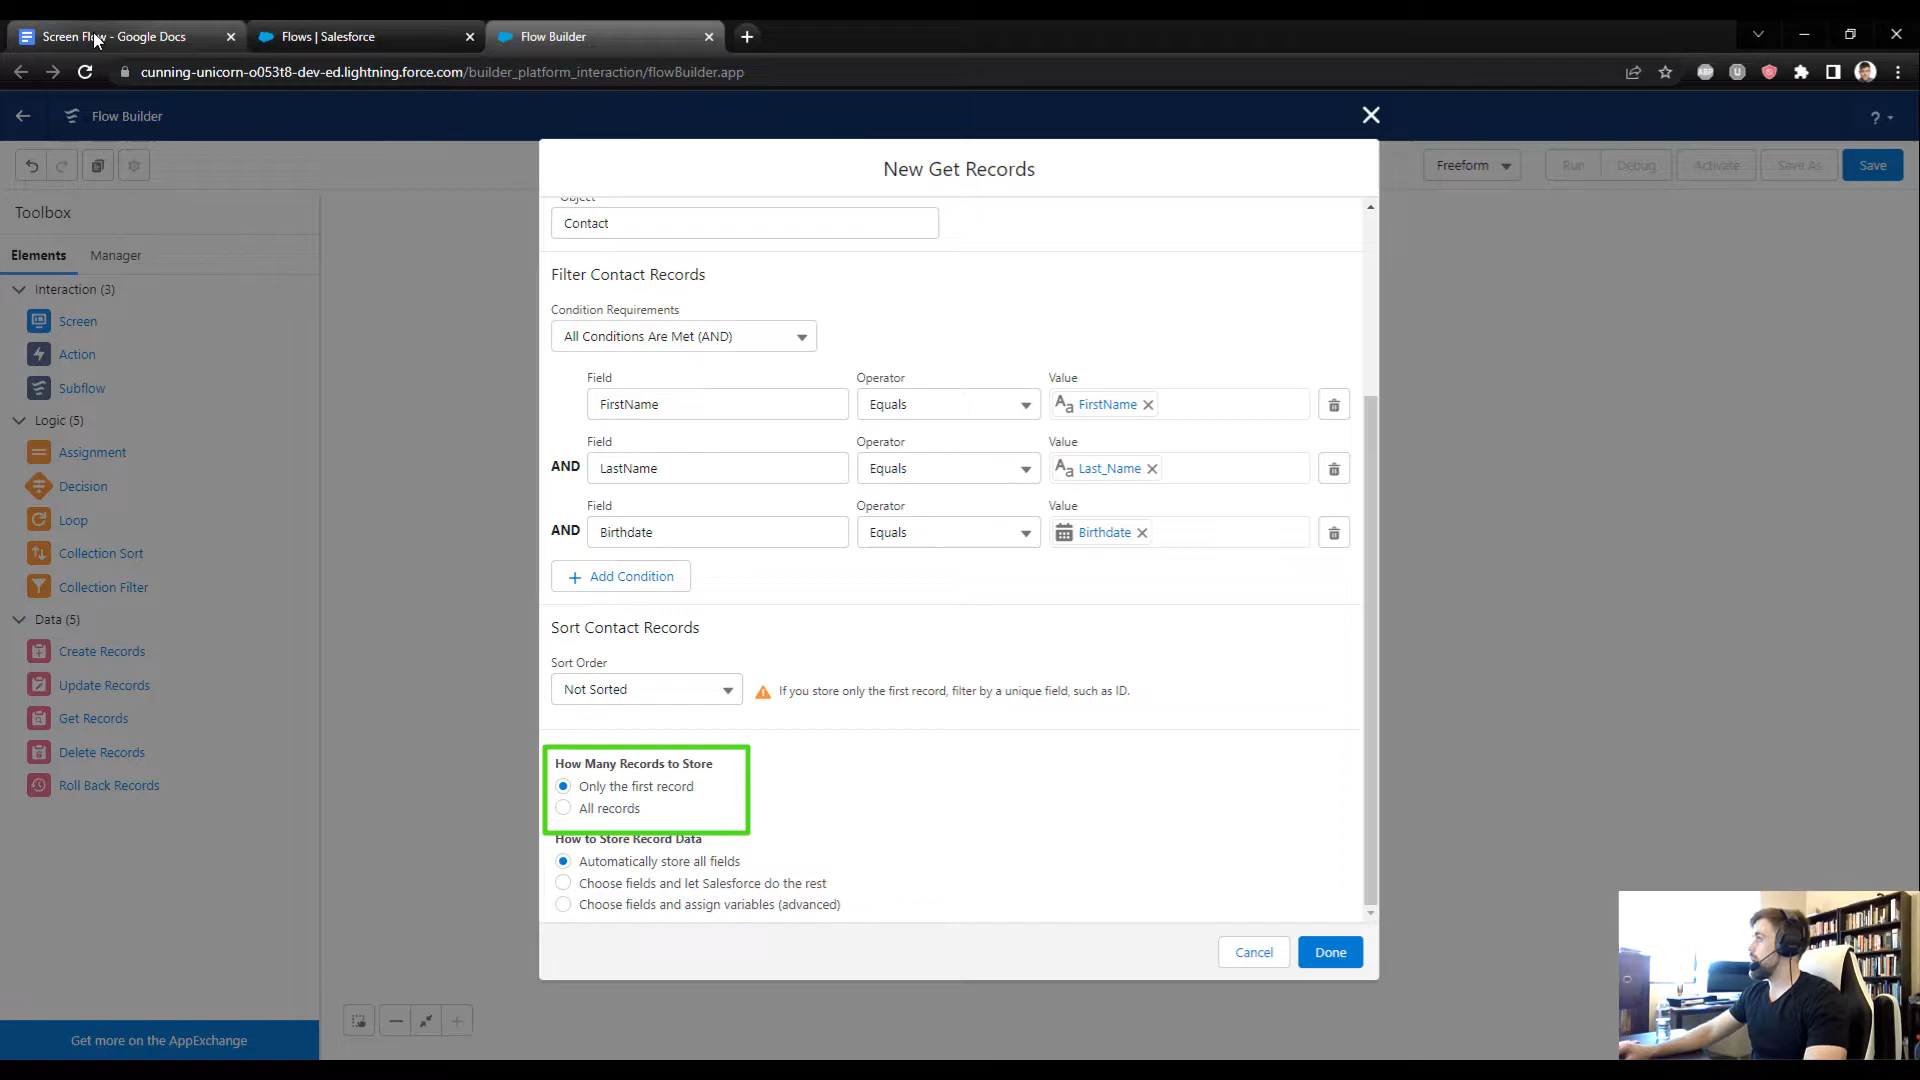 Screen Flow - Google Docs
Flows | Salesforce
Flow Builder
cunning-unicorn-o053t8-dev-ed.lightning.force.com/builder_platform_interaction/flowBuilder.app
ABP
Flow Builder
?
New Get Records
Freeform
Run
Debug
Activate
Save As
Save
Toolbox
Elements
Manager
Interaction (3)
Screen
Action
Subflow
Logic (5)
Assignment
Decision
Loop
Collection Sort
Collection Filter
Data (5)
Create Records
Update Records
Get Records
Delete Records
Roll Back Records
Get more on the AppExchange
Object
Contact
Filter Contact Records
Condition Requirements
All Conditions Are Met (AND)
Field Operator Value
FirstName Equals Aa FirstName
Field Operator Value
AND LastName Equals Aa Last_Name
Field Operator Value
AND Birthdate Equals Birthdate
+ Add Condition
Sort Contact Records
Sort Order
Not Sorted
If you store only the first record, filter by a unique field, such as ID.
How Many Records to Store
Only the first record
All records
How to Store Record Data
Automatically store all fields
Choose fields and let Salesforce do the rest
Choose fields and assign variables (advanced)
Cancel
Done